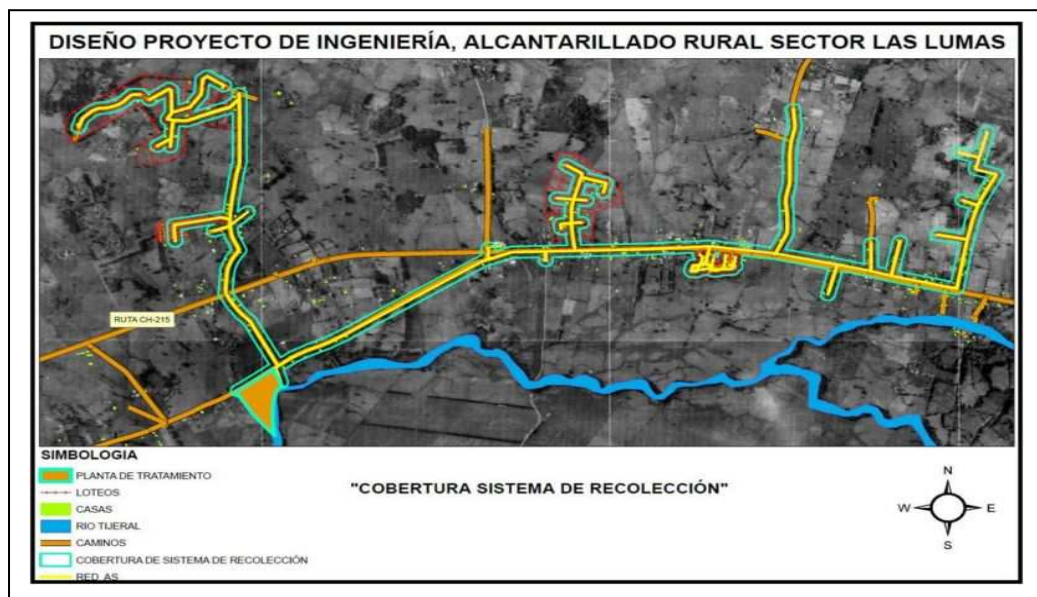 DISEÑO PROYECTO DE INGENIERÍA, ALCANTARILLADO RURAL SECTOR LAS LUMAS
RUTA CH-215
SIMBOLOGIA
PLANTA DE TRATAMIENTO
LOTEOS
CASAS
RIO TIJERAL
CAMINOS
COBERTURA DE SISTEMA DE RECOLECCIÓN
RED AS
"COBERTURA SISTEMA DE RECOLECCIÓN"
N
W E
S